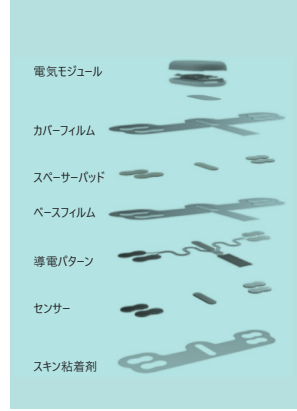 電気モジュール
カバーフィルム
スペーサーパッド
ベースフィルム
導電パターン
センサー
スキン粘着剤